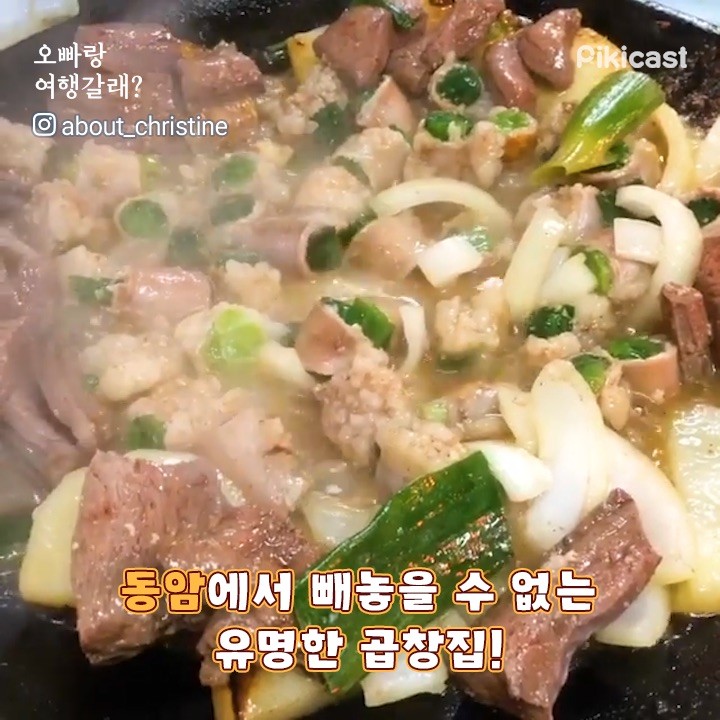 오빠랑
여행갈래?
about_christine
Pikicast
동암에서 빼놓을 수 없는
유명한 곱창집!